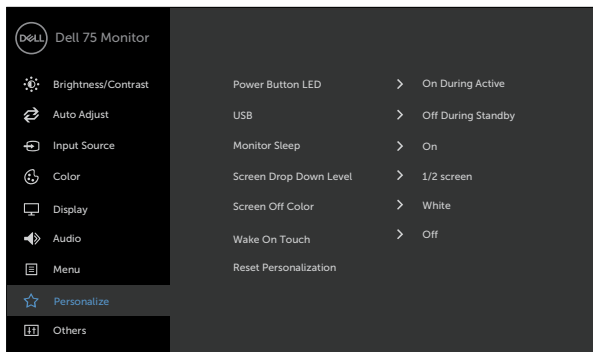 DELL Dell 75 Monitor
Brightness/Contrast
Auto Adjust
Input Source
Color
Display
Audio
Menu
Personalize
Others
Power Button LED > On During Active
USB > Off During Standby
Monitor Sleep > On
Screen Drop Down Level > 1/2 screen
Screen Off Color > White
Wake On Touch > Off
Reset Personalization